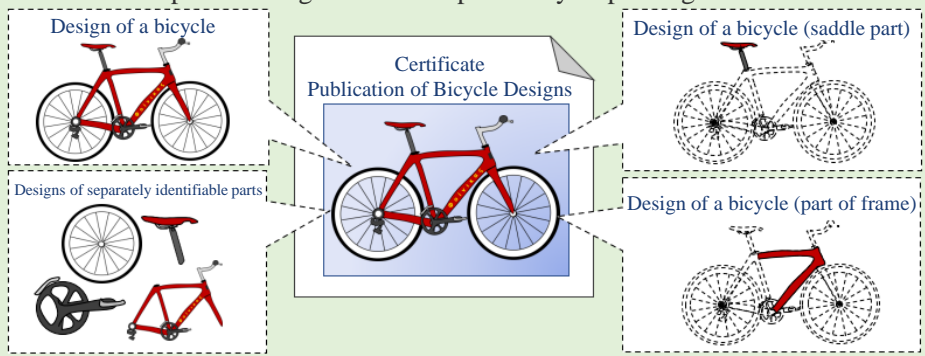 Design of a bicycle
Certificate
Publication of Bicycle Designs
Design of a bicycle (saddle part)
Designs of separately identifiable parts
Design of a bicycle (part of frame)